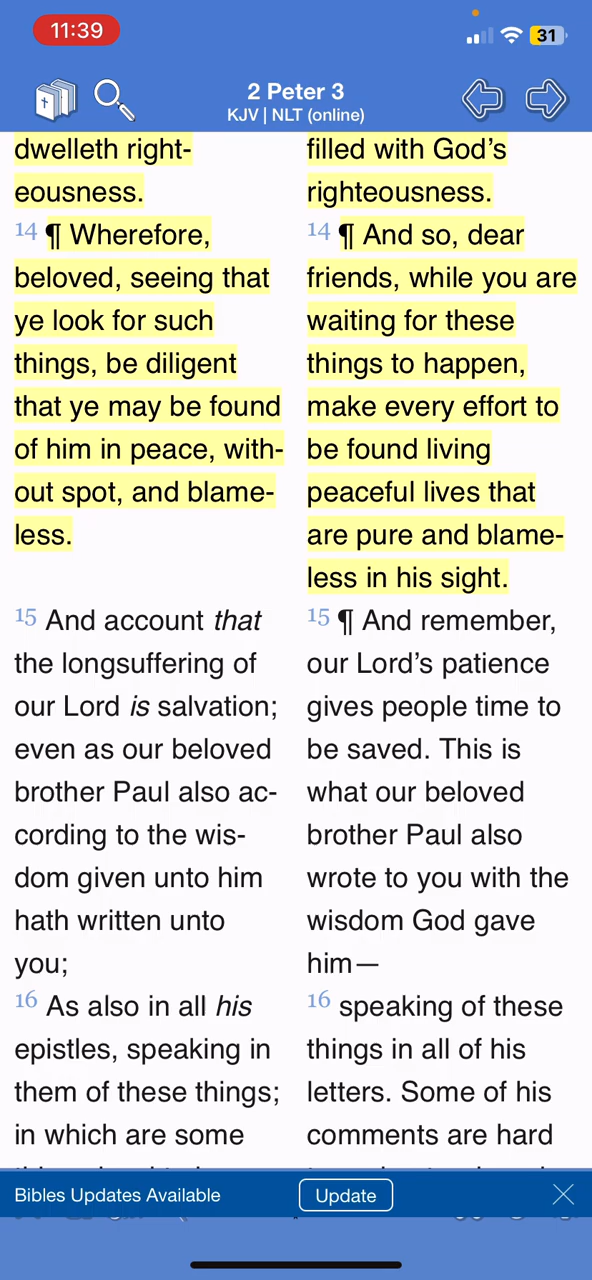 11:39
31
2 Peter 3
KJV | NLT (online)
dwelleth right-
eousness.
14 ¶ Wherefore,
beloved, seeing that
ye look for such
things, be diligent
that ye may be found
of him in peace, with-
out spot, and blame-
less.
15 And account that
the longsuffering of
our Lord is salvation;
even as our beloved
brother Paul also ac-
cording to the wis-
dom given unto him
hath written unto
you;
16 As also in all his
epistles, speaking in
them of these things;
in which are some
filled with God’s
righteousness.
14 ¶ And so, dear
friends, while you are
waiting for these
things to happen,
make every effort to
be found living
peaceful lives that
are pure and blame-
less in his sight.
15 ¶ And remember,
our Lord’s patience
gives people time to
be saved. This is
what our beloved
brother Paul also
wrote to you with the
wisdom God gave
him—
16 speaking of these
things in all of his
letters. Some of his
comments are hard
Bibles Updates Available
Update